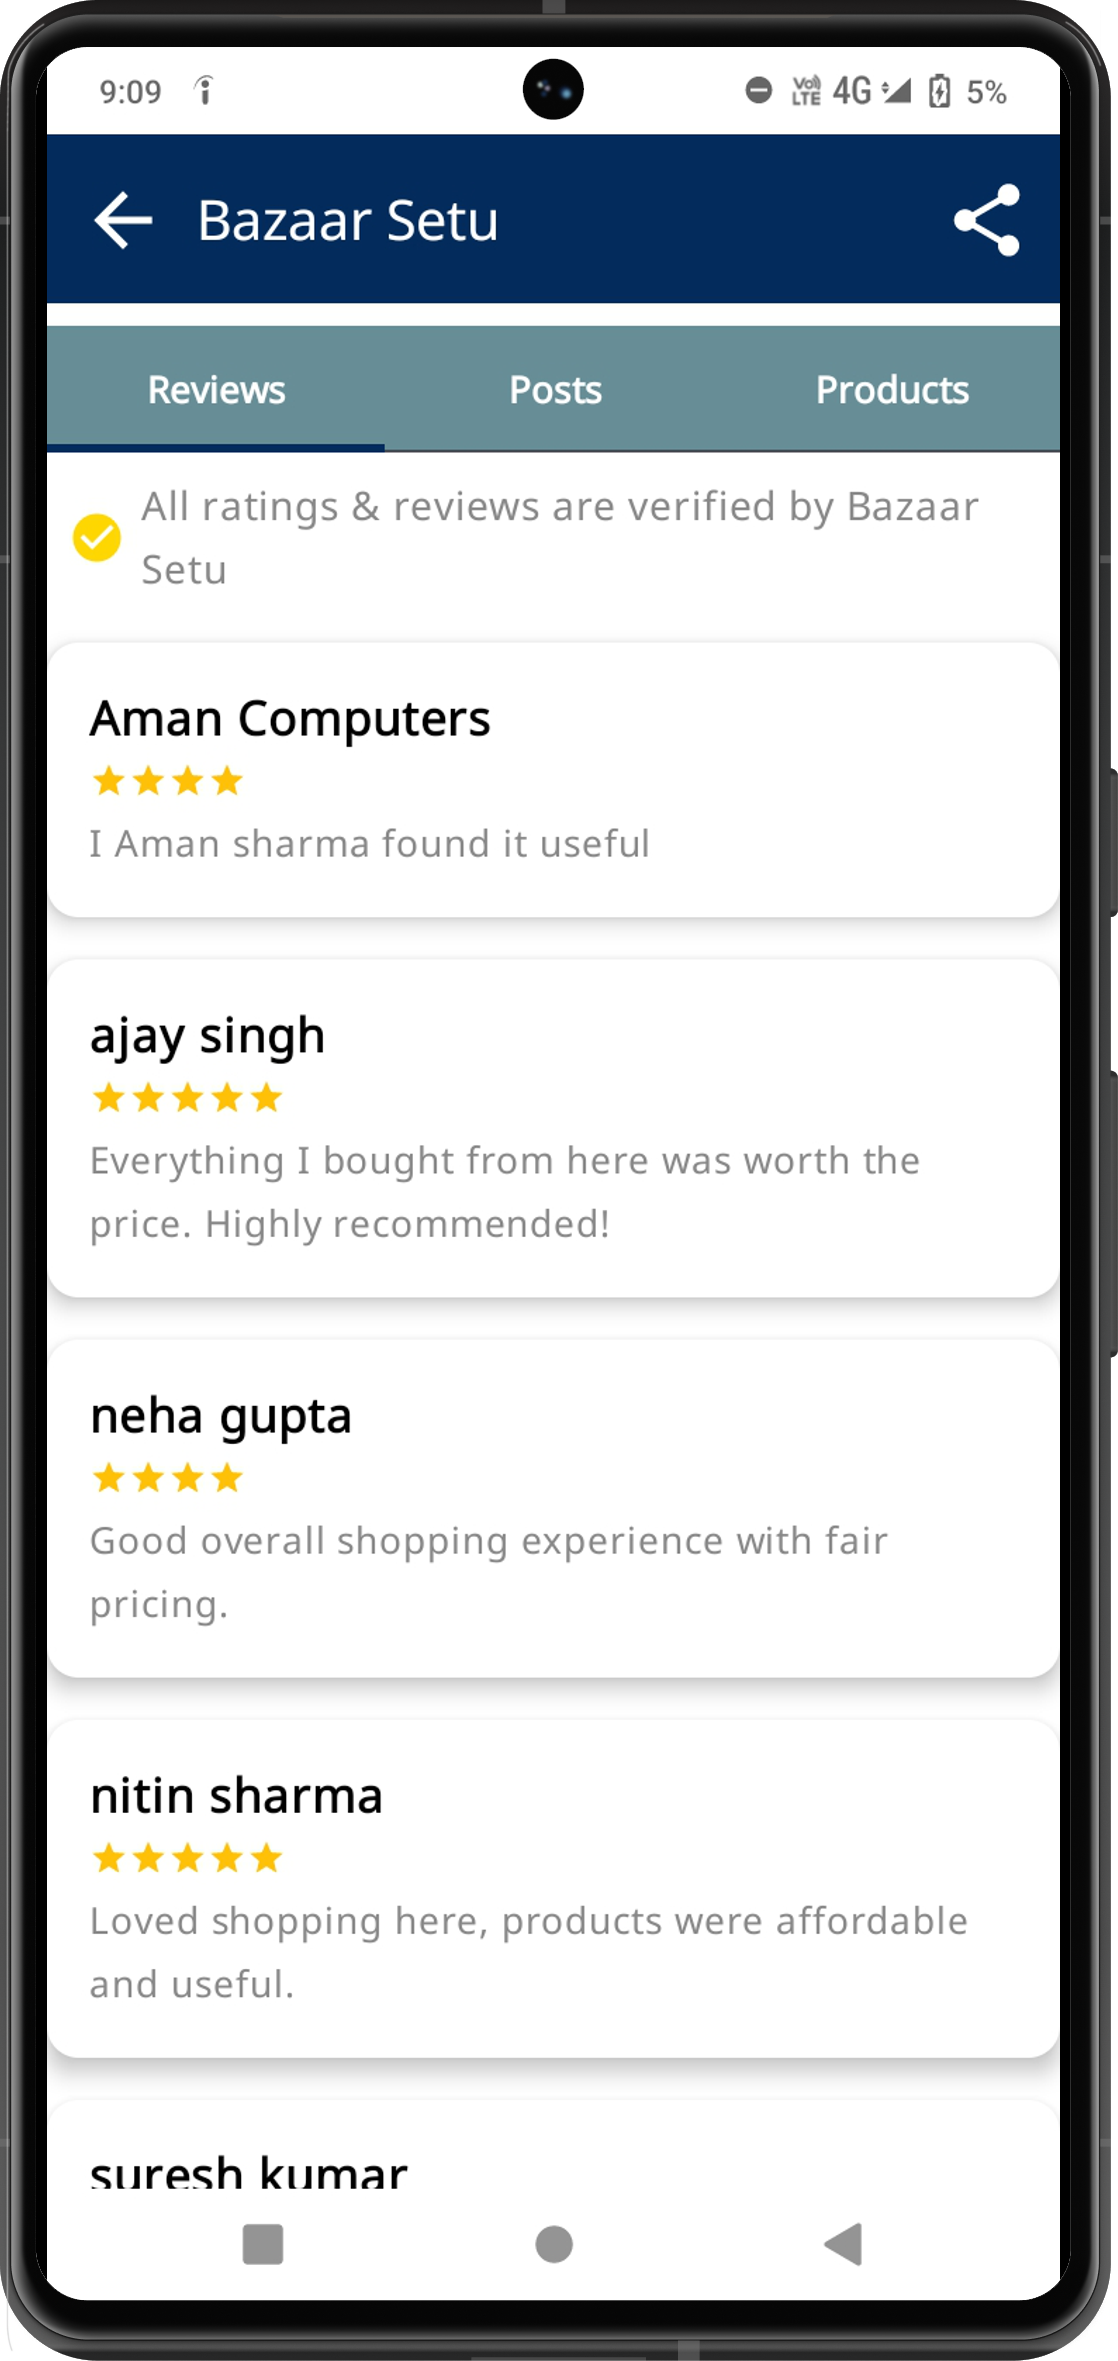 9:09
VoLTE 4G 5%
Bazaar Setu
Reviews Posts Products
All ratings & reviews are verified by Bazaar
Setu
Aman Computers
I Aman sharma found it useful
ajay singh
Everything I bought from here was worth the
price. Highly recommended!
neha gupta
Good overall shopping experience with fair
pricing.
nitin sharma
Loved shopping here, products were affordable
and useful.
suresh kumar